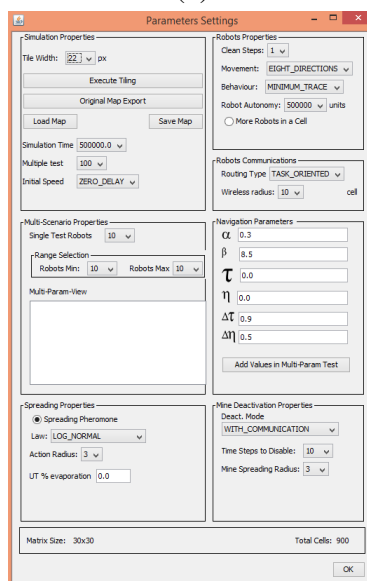 Parameters Settings
Simulation Properties
Tile Width: 22 px
Execute Tiling
Original Map Export
Load Map Save Map
Simulation Time 500000.0
Multiple test 100
Initial Speed ZERO_DELAY
Robots Properties
Clean Steps: 1
Movement: EIGHT_DIRECTIONS
Behaviour: MINIMUM_TRACE
Robot Autonomy: 500000 units
More Robots in a Cell
Robots Communications
Routing Type TASK_ORIENTED
Wireless radius: 10 cell
Multi-Scenario Properties
Single Test Robots 10
Range Selection
Robots Min: 10 Robots Max 10
Multi-Param-View
Navigation Parameters
α 0.3
β 8.5
τ 0.0
η 0.0
Δτ 0.9
Δη 0.5
Add Values in Multi-Param Test
Spreading Properties
Spreading Pheromone
Law: LOG_NORMAL
Action Radius: 3
UT % evaporation 0.0
Mine Deactivation Properties
Deact. Mode
WITH_COMMUNICATION
Time Steps to Disable: 10
Mine Spreading Radius: 3
Matrix Size: 30x30 Total Cells: 900
OK